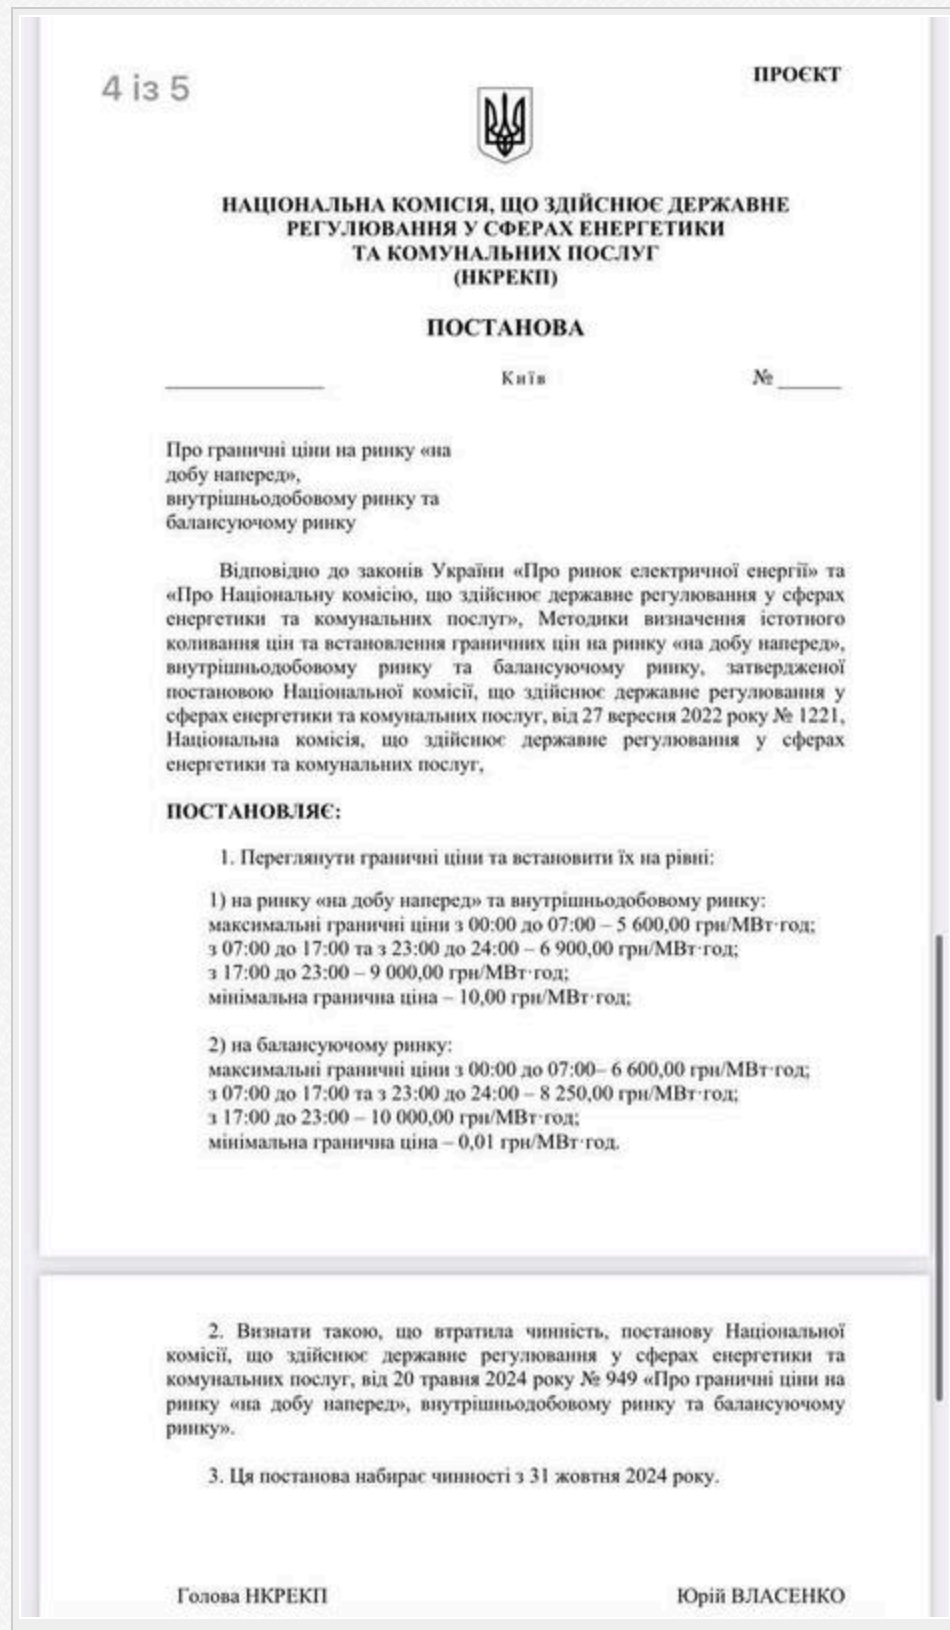 4 із 5
ПРОЄКТ
НАЦІОНАЛЬНА КОМІСІЯ, ЩО ЗДІЙСНЮЄ ДЕРЖАВНЕ
РЕГУЛЮВАННЯ У СФЕРАХ ЕНЕРГЕТИКИ
ТА КОМУНАЛЬНИХ ПОСЛУГ
(НКРЕКП)
ПОСТАНОВА
_______________ Київ № ______
Про граничні ціни на ринку «на
добу наперед»,
внутрішньодобовому ринку та
балансуючому ринку
Відповідно до законів України «Про ринок електричної енергії» та
«Про Національну комісію, що здійснює державне регулювання у сферах
енергетики та комунальних послуг», Методики визначення істотного
коливання цін та встановлення граничних цін на ринку «на добу наперед»,
внутрішньодобовому ринку та балансуючому ринку, затвердженої
постановою Національної комісії, що здійснює державне регулювання у
сферах енергетики та комунальних послуг, від 27 вересня 2022 року № 1221,
Національна комісія, що здійснює державне регулювання у сферах
енергетики та комунальних послуг,
ПОСТАНОВЛЯЄ:
1. Переглянути граничні ціни та встановити їх на рівні:
1) на ринку «на добу наперед» та внутрішньодобовому ринку:
максимальні граничні ціни з 00:00 до 07:00 – 5 600,00 грн/МВт·год;
з 07:00 до 17:00 та з 23:00 до 24:00 – 6 900,00 грн/МВт·год;
з 17:00 до 23:00 – 9 000,00 грн/МВт·год;
мінімальна гранична ціна – 10,00 грн/МВт·год;
2) на балансуючому ринку:
максимальні граничні ціни з 00:00 до 07:00– 6 600,00 грн/МВт·год;
з 07:00 до 17:00 та з 23:00 до 24:00 – 8 250,00 грн/МВт·год;
з 17:00 до 23:00 – 10 000,00 грн/МВт·год;
мінімальна гранична ціна – 0,01 грн/МВт·год.
2. Визнати такою, що втратила чинність, постанову Національної
комісії, що здійснює державне регулювання у сферах енергетики та
комунальних послуг, від 20 травня 2024 року № 949 «Про граничні ціни на
ринку «на добу наперед», внутрішньодобовому ринку та балансуючому
ринку».
3. Ця постанова набирає чинності з 31 жовтня 2024 року.
Голова НКРЕКП Юрій ВЛАСЕНКО